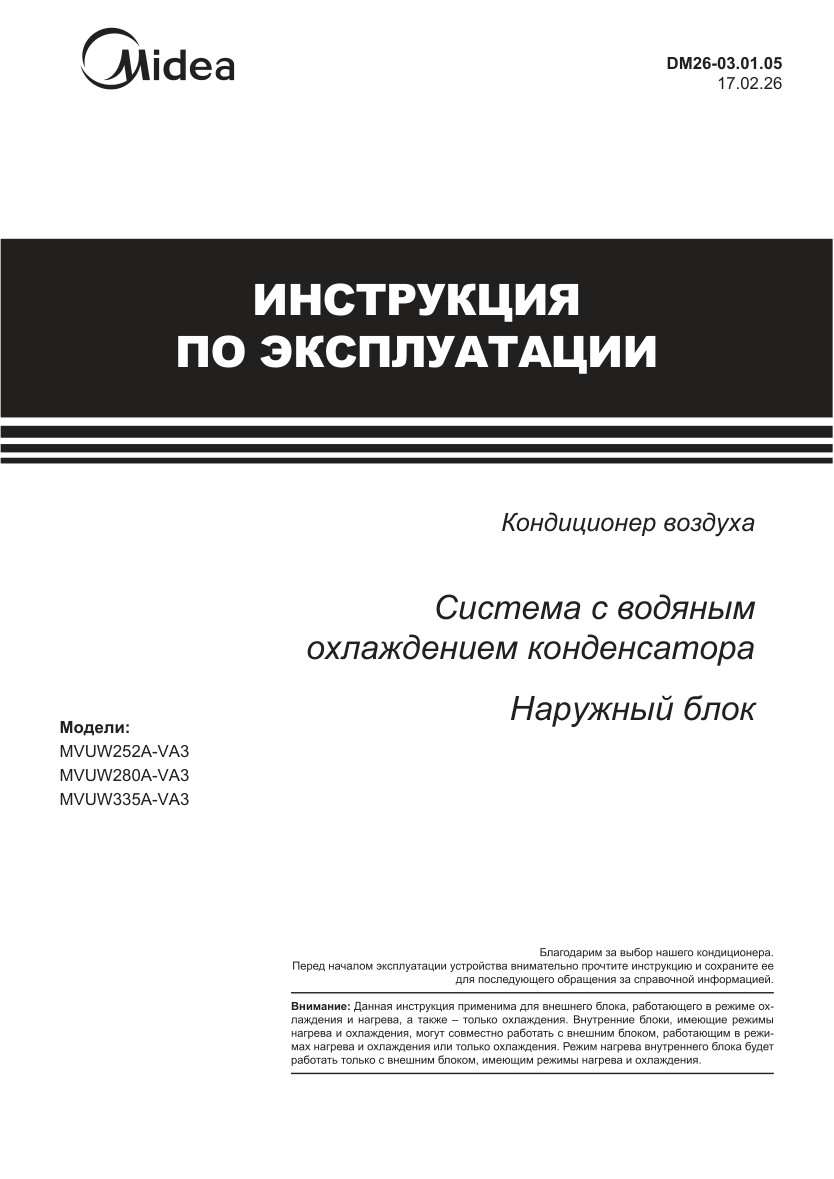 Midea
DM26-03.01.05
17.02.26
ИНСТРУКЦИЯ
ПО ЭКСПЛУАТАЦИИ
Кондиционер воздуха
Система с водяным
охлаждением конденсатора
Наружный блок
Модели:
MVUW252A-VA3
MVUW280A-VA3
MVUW335A-VA3
Благодарим за выбор нашего кондиционера.
Перед началом эксплуатации устройства внимательно прочтите инструкцию и сохраните ее
для последующего обращения за справочной информацией.
Внимание: Данная инструкция применима для внешнего блока, работающего в режиме ох-
лаждения и нагрева, а также – только охлаждения. Внутренние блоки, имеющие режимы
нагрева и охлаждения, могут совместно работать с внешним блоком, работающим в режи-
мах нагрева и охлаждения или только охлаждения. Режим нагрева внутреннего блока будет
работать только с внешним блоком, имеющим режимы нагрева и охлаждения.